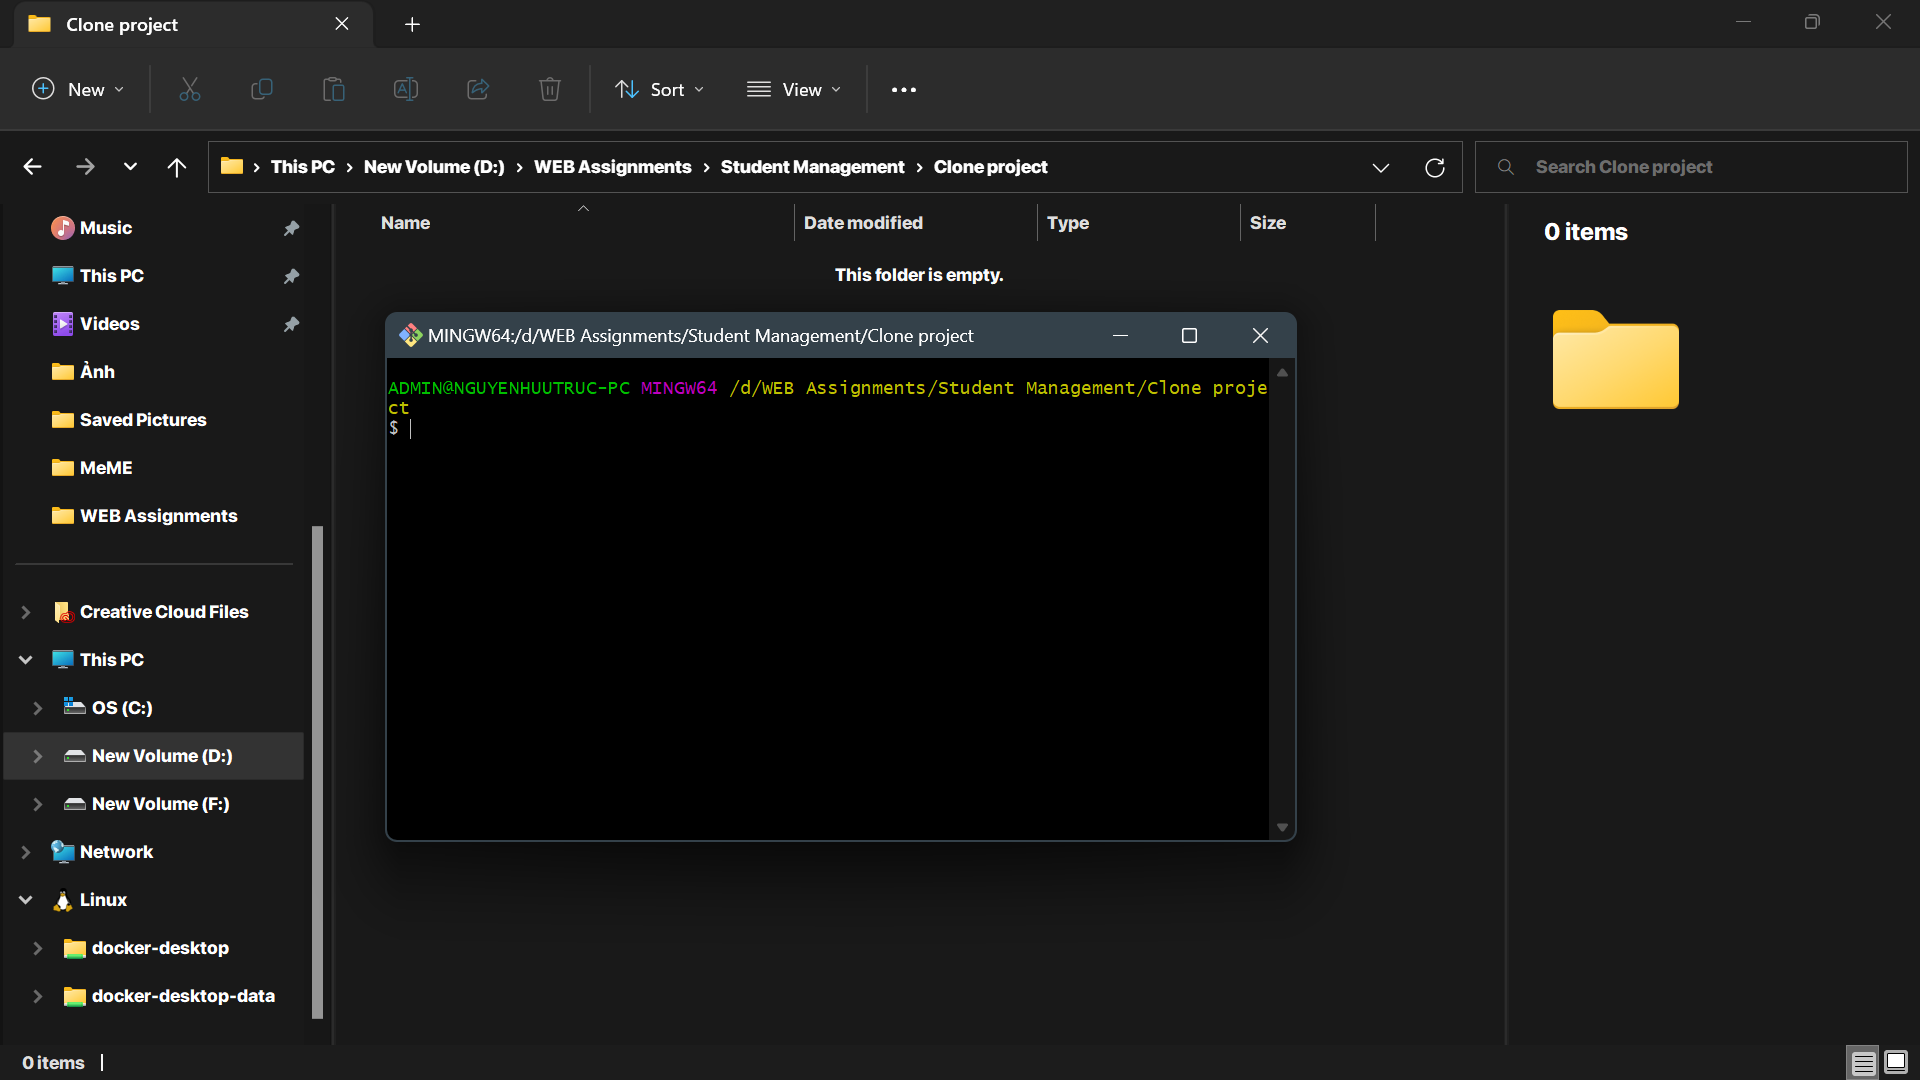 Clone project
New
Sort
View
This PC > New Volume (D:) > WEB Assignments > Student Management > Clone project
Search Clone project
Music
This PC
Videos
Ảnh
Saved Pictures
MeME
WEB Assignments
Creative Cloud Files
This PC
OS (C:)
New Volume (D:)
New Volume (F:)
Network
Linux
docker-desktop
docker-desktop-data
Name
Date modified
Type
Size
This folder is empty.
MINGW64:/d/WEB Assignments/Student Management/Clone project
ADMIN@NGUYENHUUTRUC-PC MINGW64 /d/WEB Assignments/Student Management/Clone proje
ct
$
0 items
0 items